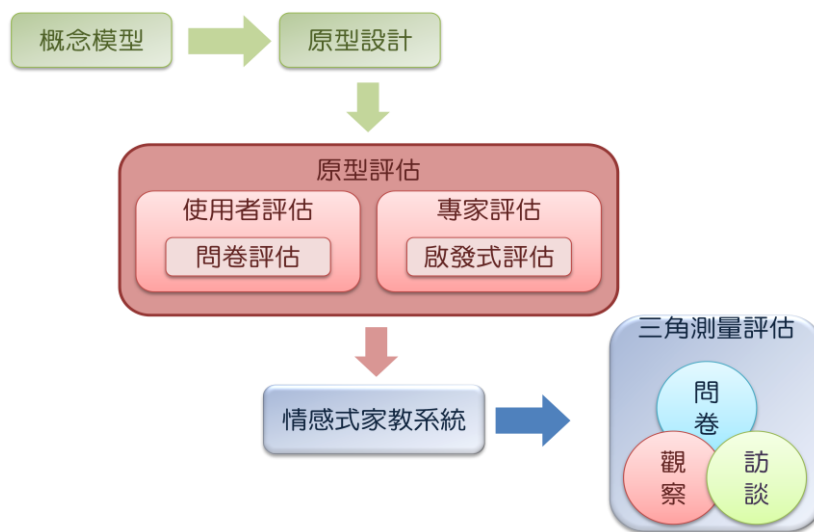 概念模型
原型設計
原型評估
使用者評估
專家評估
問卷評估
啟發式評估
情感式家教系統
三角測量評估
問
卷
觀
察
訪
談